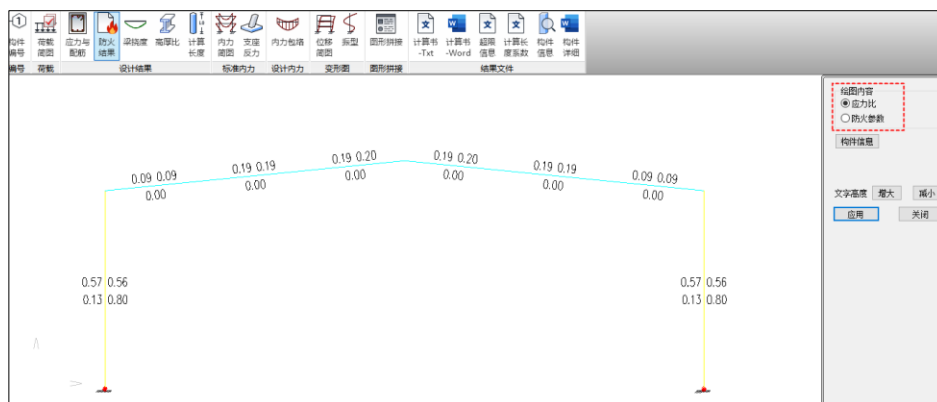 ① 构件 编号 荷载 简图 应力与 配筋 防火 结果 梁挠度 高厚比 计算 长度 内力 简图 支座 反力 内力包络 位移 简图 振型 图形拼接 计算书 -Txt 计算书 -Word 超限 信息 计算长 度系数 构件 信息 构件 详细
编号 荷载 设计结果 标准内力 设计内力 变形图 图形拼接 结果文件
绘图内容
应力比
防火参数
构件信息
文字高度 增大 减小
应用 关闭
0.19 0.20 0.19 0.20
0.19 0.19 0.00 0.00 0.19 0.19
0.09 0.09 0.00 0.00 0.09 0.09
0.00 0.00
0.57 0.56 0.57 0.56
0.13 0.80 0.13 0.80